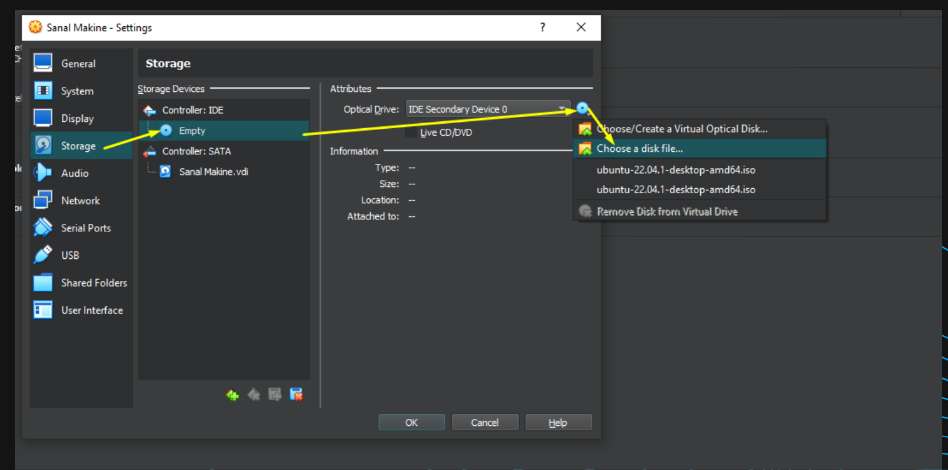 Sanal Makine - Settings
?
General
System
Display
Storage
Audio
Network
Serial Ports
USB
Shared Folders
User Interface
Storage
Storage Devices
Controller: IDE
Empty
Controller: SATA
Sanal Makine.vdi
Attributes
Optical Drive: IDE Secondary Device 0
Live CD/DVD
Information
Type: --
Size: --
Location: --
Attached to: --
Choose/Create a Virtual Optical Disk...
Choose a disk file...
ubuntu-22.04.1-desktop-amd64.iso
ubuntu-22.04.1-desktop-amd64.iso
Remove Disk from Virtual Drive
OK
Cancel
Help